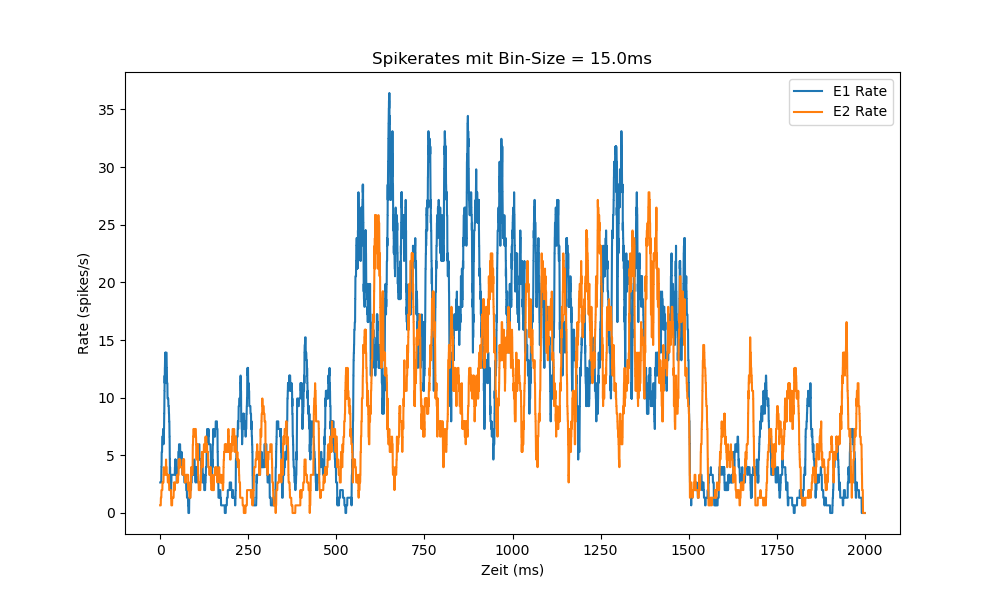 Spikerates mit Bin-Size = 15.0ms
E1 Rate
E2 Rate
35
30
25
20
15
10
5
0
Rate (spikes/s)
0 250 500 750 1000 1250 1500 1750 2000
Zeit (ms)